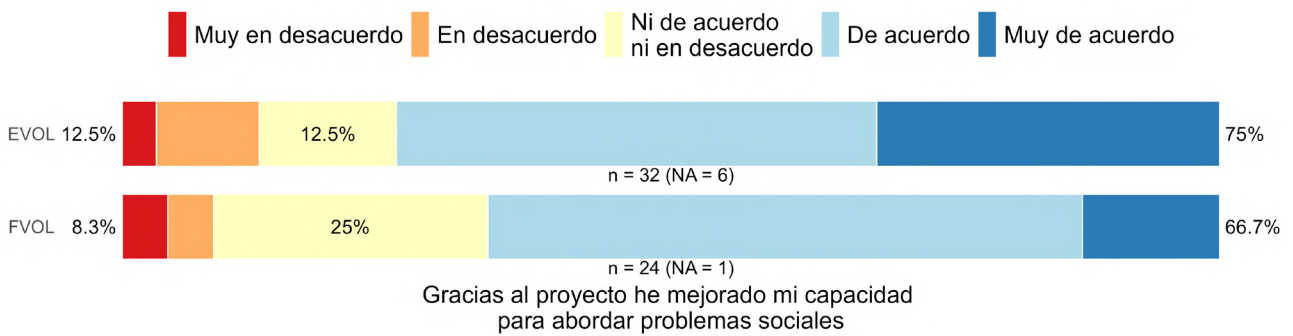 Muy en desacuerdo En desacuerdo Ni de acuerdo
ni en desacuerdo De acuerdo Muy de acuerdo
EVOL 12.5% 12.5% 75%
n = 32 (NA = 6)
FVOL 8.3% 25% 66.7%
n = 24 (NA = 1)
Gracias al proyecto he mejorado mi capacidad
para abordar problemas sociales